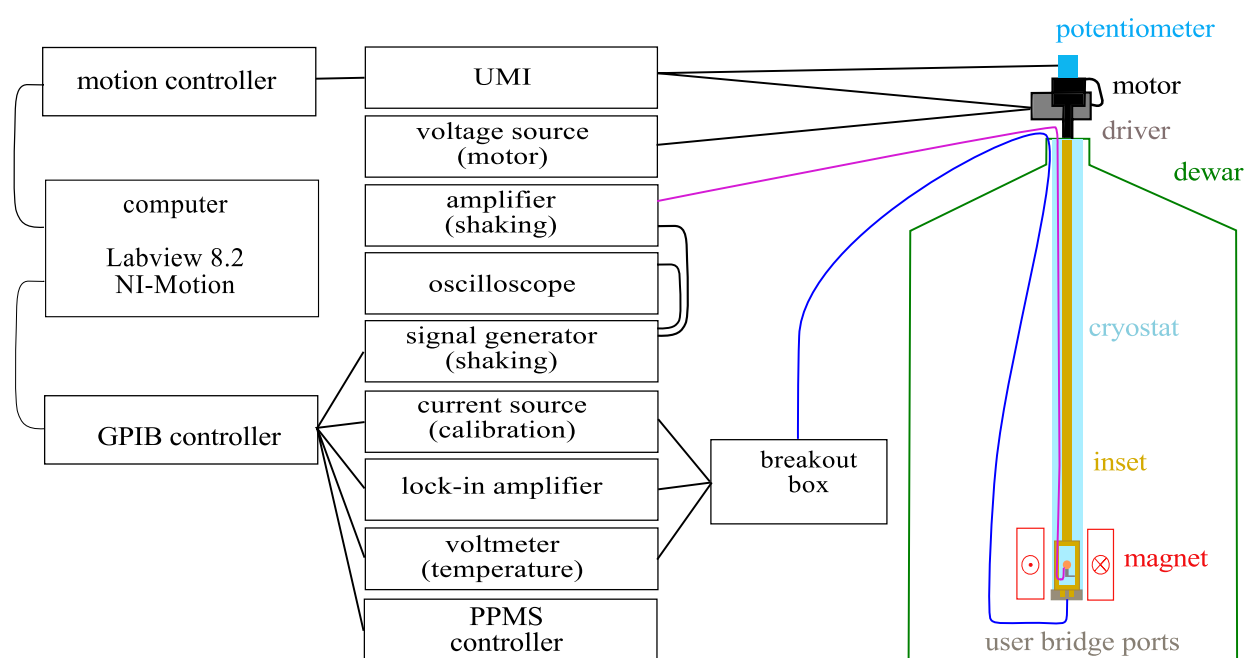 potentiometer
motion controller
UMI
motor
voltage source
(motor)
driver
dewar
computer
Labview 8.2
NI-Motion
amplifier
(shaking)
oscilloscope
signal generator
(shaking)
cryostat
GPIB controller
current source
(calibration)
lock-in amplifier
voltmeter
(temperature)
PPMS
controller
breakout
box
inset
magnet
user bridge ports